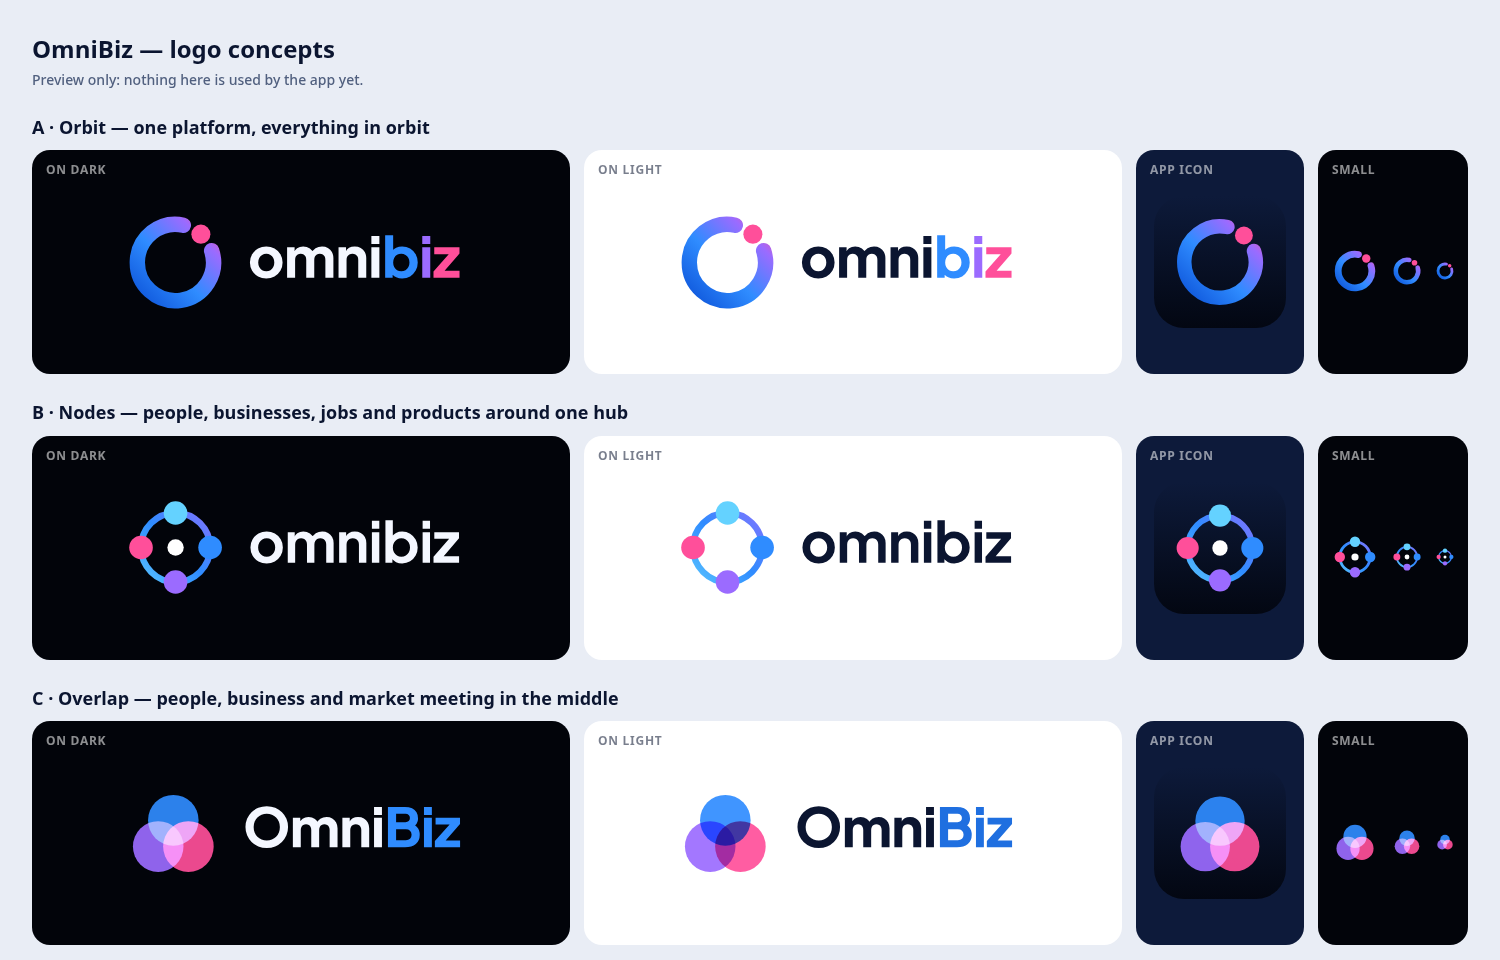 OmniBiz — logo concepts
Preview only: nothing here is used by the app yet.
A · Orbit — one platform, everything in orbit
ON DARK
omnibiz
ON LIGHT
omnibiz
APP ICON
SMALL
B · Nodes — people, businesses, jobs and products around one hub
ON DARK
omnibiz
ON LIGHT
omnibiz
APP ICON
SMALL
C · Overlap — people, business and market meeting in the middle
ON DARK
OmniBiz
ON LIGHT
OmniBiz
APP ICON
SMALL